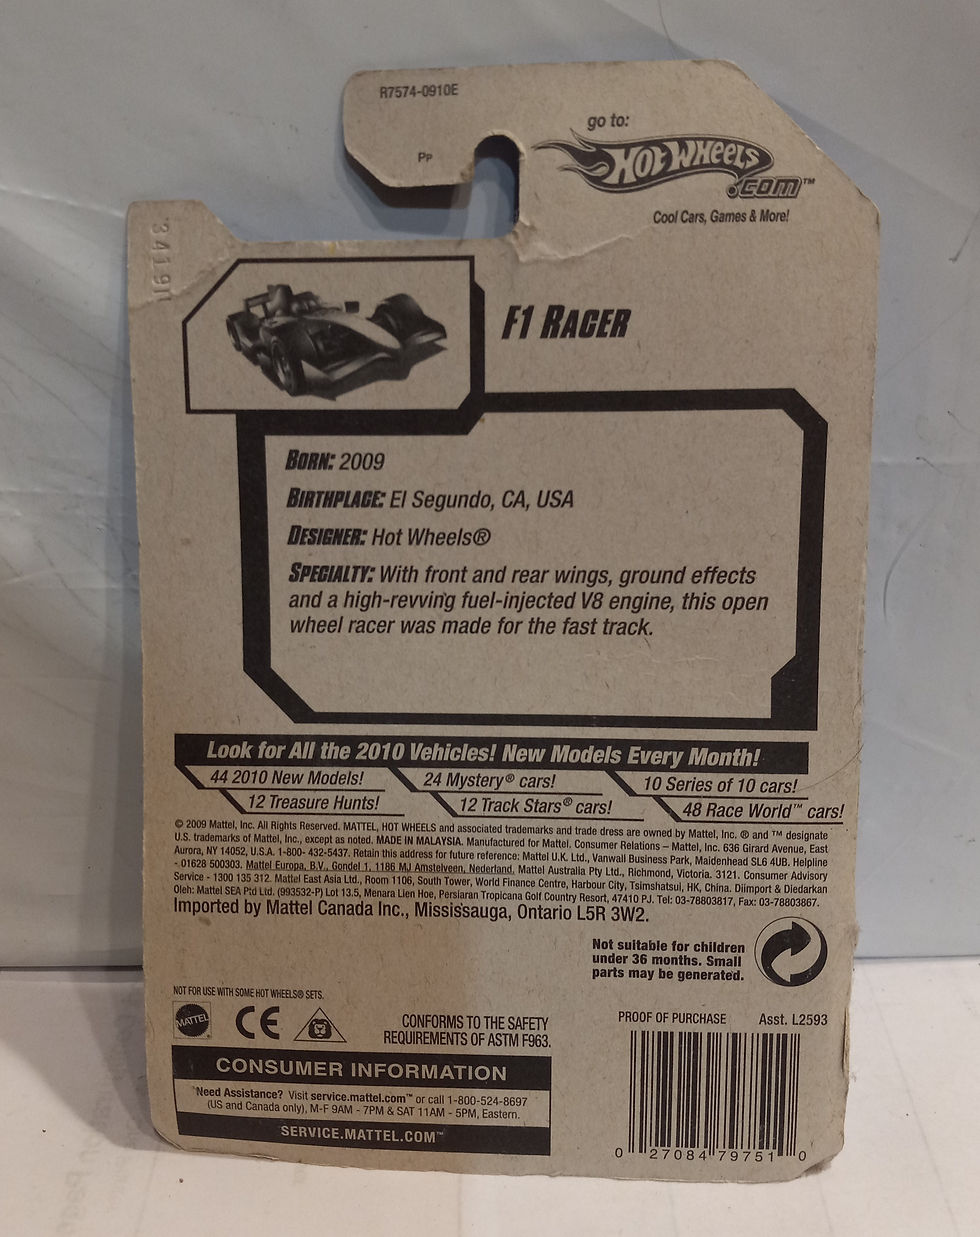 R7574-0910E
go to:
Pp
HOT WHEELS
.COM™
Cool Cars, Games & More!
F1 RACER
BORN: 2009
BIRTHPLACE: El Segundo, CA, USA
DESIGNER: Hot Wheels®
SPECIALTY: With front and rear wings, ground effects
and a high-revving fuel-injected V8 engine, this open
wheel racer was made for the fast track.
Look for All the 2010 Vehicles! New Models Every Month!
44 2010 New Models! 24 Mystery® cars! 10 Series of 10 cars!
12 Treasure Hunts! 12 Track Stars® cars! 48 Race World™ cars!
© 2009 Mattel, Inc. All Rights Reserved. MATTEL, HOT WHEELS and associated trademarks and trade dress are owned by Mattel, Inc. ® and ™ designate
U.S. trademarks of Mattel, Inc., except as noted. MADE IN MALAYSIA. Manufactured for Mattel. Consumer Relations – Mattel, Inc. 636 Girard Avenue, East
Aurora, NY 14052, U.S.A. 1-800- 432-5437. Retain this address for future reference: Mattel U.K. Ltd., Vanwall Business Park, Maidenhead SL6 4UB. Helpline
- 01628 500303. Mattel Europa, B.V., Gondel 1, 1186 MJ Amstelveen, Nederland. Mattel Australia Pty Ltd., Richmond, Victoria. 3121. Consumer Advisory
Service - 1300 135 312. Mattel East Asia Ltd., Room 1106, South Tower, World Finance Centre, Harbour City, Tsimshatsui, HK, China. Diimport & Diedarkan
Oleh: Mattel SEA Ptd Ltd. (993532-P) Lot 13.5, Menara Lien Hoe, Persiaran Tropicana Golf Country Resort, 47410 PJ. Tel: 03-78803817, Fax: 03-78803867.
Imported by Mattel Canada Inc., Mississauga, Ontario L5R 3W2.
Not suitable for children
under 36 months. Small
parts may be generated.
NOT FOR USE WITH SOME HOT WHEELS® SETS.
MATTEL
CE
CONFORMS TO THE SAFETY
REQUIREMENTS OF ASTM F963.
PROOF OF PURCHASE Asst. L2593
CONSUMER INFORMATION
Need Assistance? Visit service.mattel.com™ or call 1-800-524-8697
(US and Canada only), M-F 9AM - 7PM & SAT 11AM - 5PM, Eastern.
SERVICE.MATTEL.COM™
0 27084 79751 0